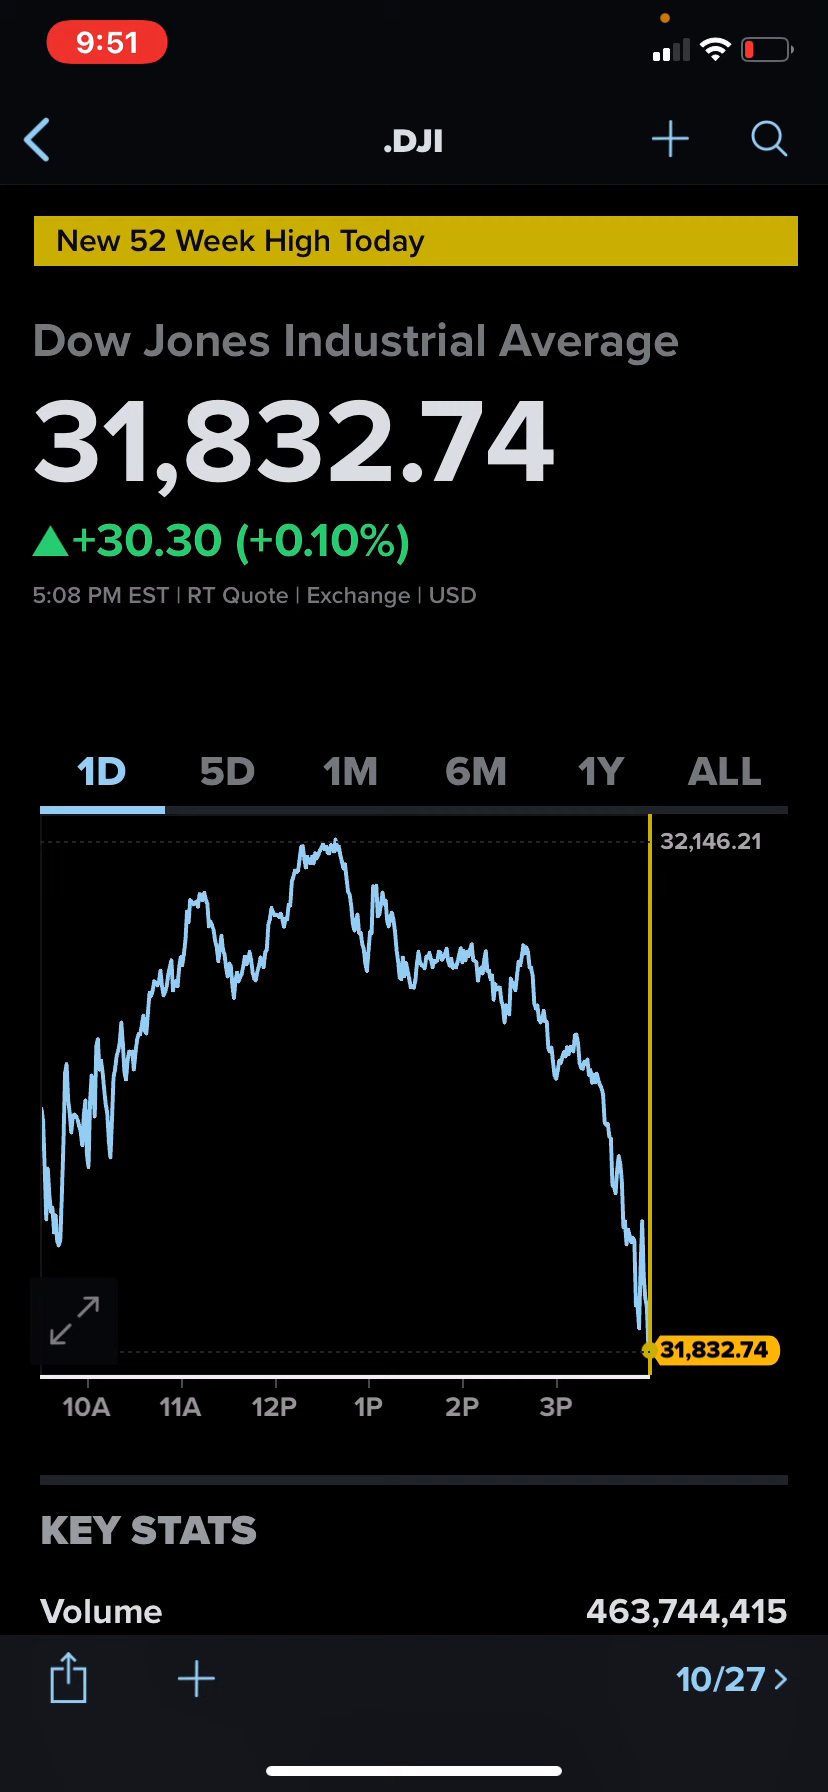 9:51
.DJI
New 52 Week High Today
Dow Jones Industrial Average
31,832.74
▲+30.30 (+0.10%)
5:08 PM EST | RT Quote | Exchange | USD
1D 5D 1M 6M 1Y ALL
32,146.21
31,832.74
10A 11A 12P 1P 2P 3P
KEY STATS
Volume 463,744,415
10/27 >